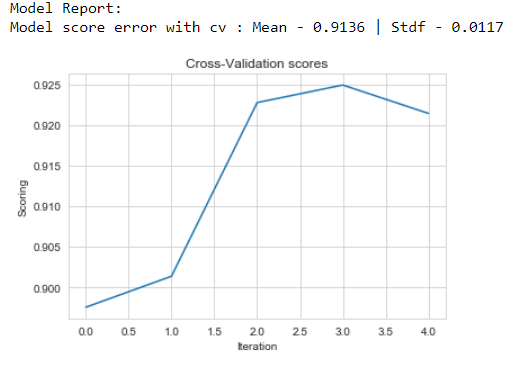 Model Report:
Model score error with cv : Mean - 0.9136 | Stdf - 0.0117
Cross-Validation scores
0.925
0.920
0.915
0.910
0.905
0.900
Scoring
0.0 0.5 1.0 1.5 2.0 2.5 3.0 3.5 4.0
Iteration